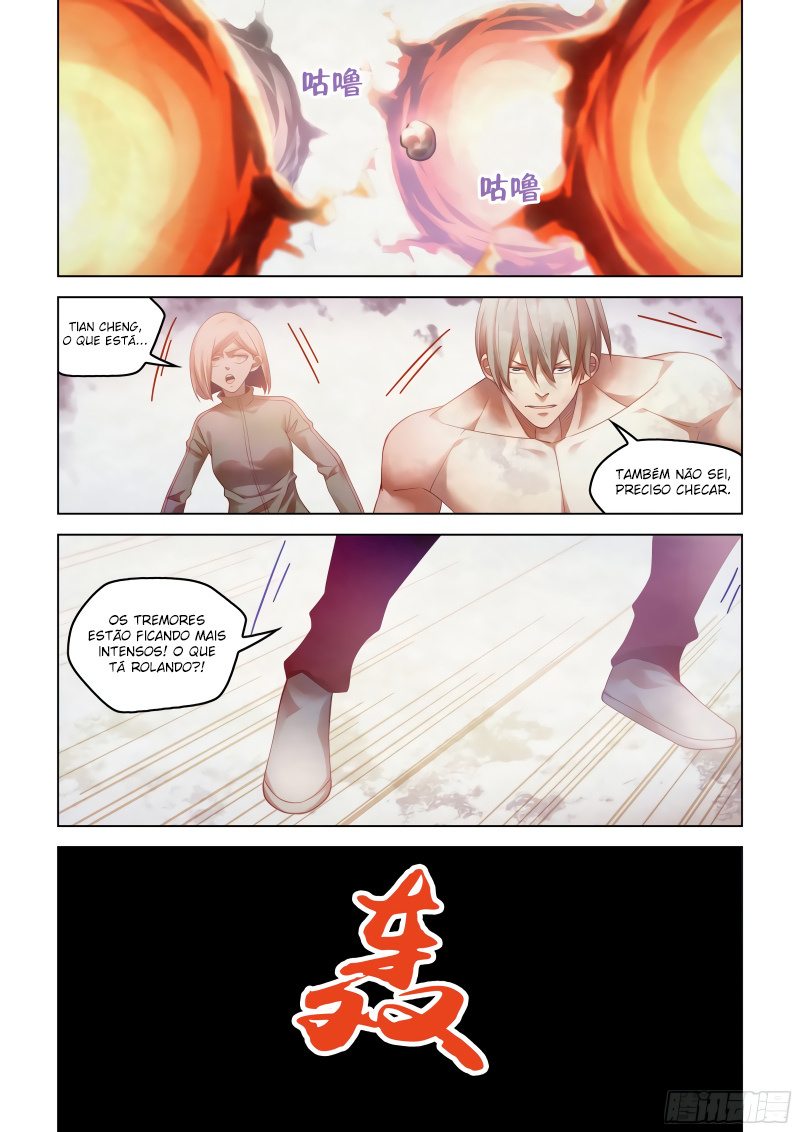 咕噜
咕噜
TIAN CHENG,
O QUE ESTÁ...
TAMBÉM NÃO SEI,
PRECISO CHECAR.
OS TREMORES
ESTÃO FICANDO MAIS
INTENSOS! O QUE
TÁ ROLANDO?!
轰
腾讯动漫